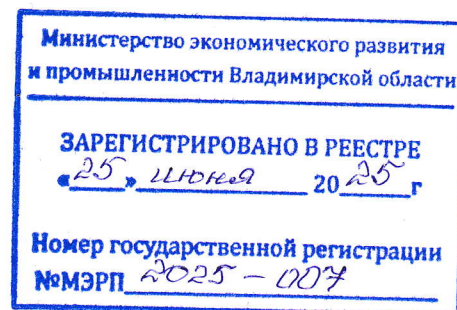 Министерство экономического развития
и промышленности Владимирской области
ЗАРЕГИСТРИРОВАНО В РЕЕСТРЕ
«25» июня 2025 г
Номер государственной регистрации
№МЭРП 2025 - 007